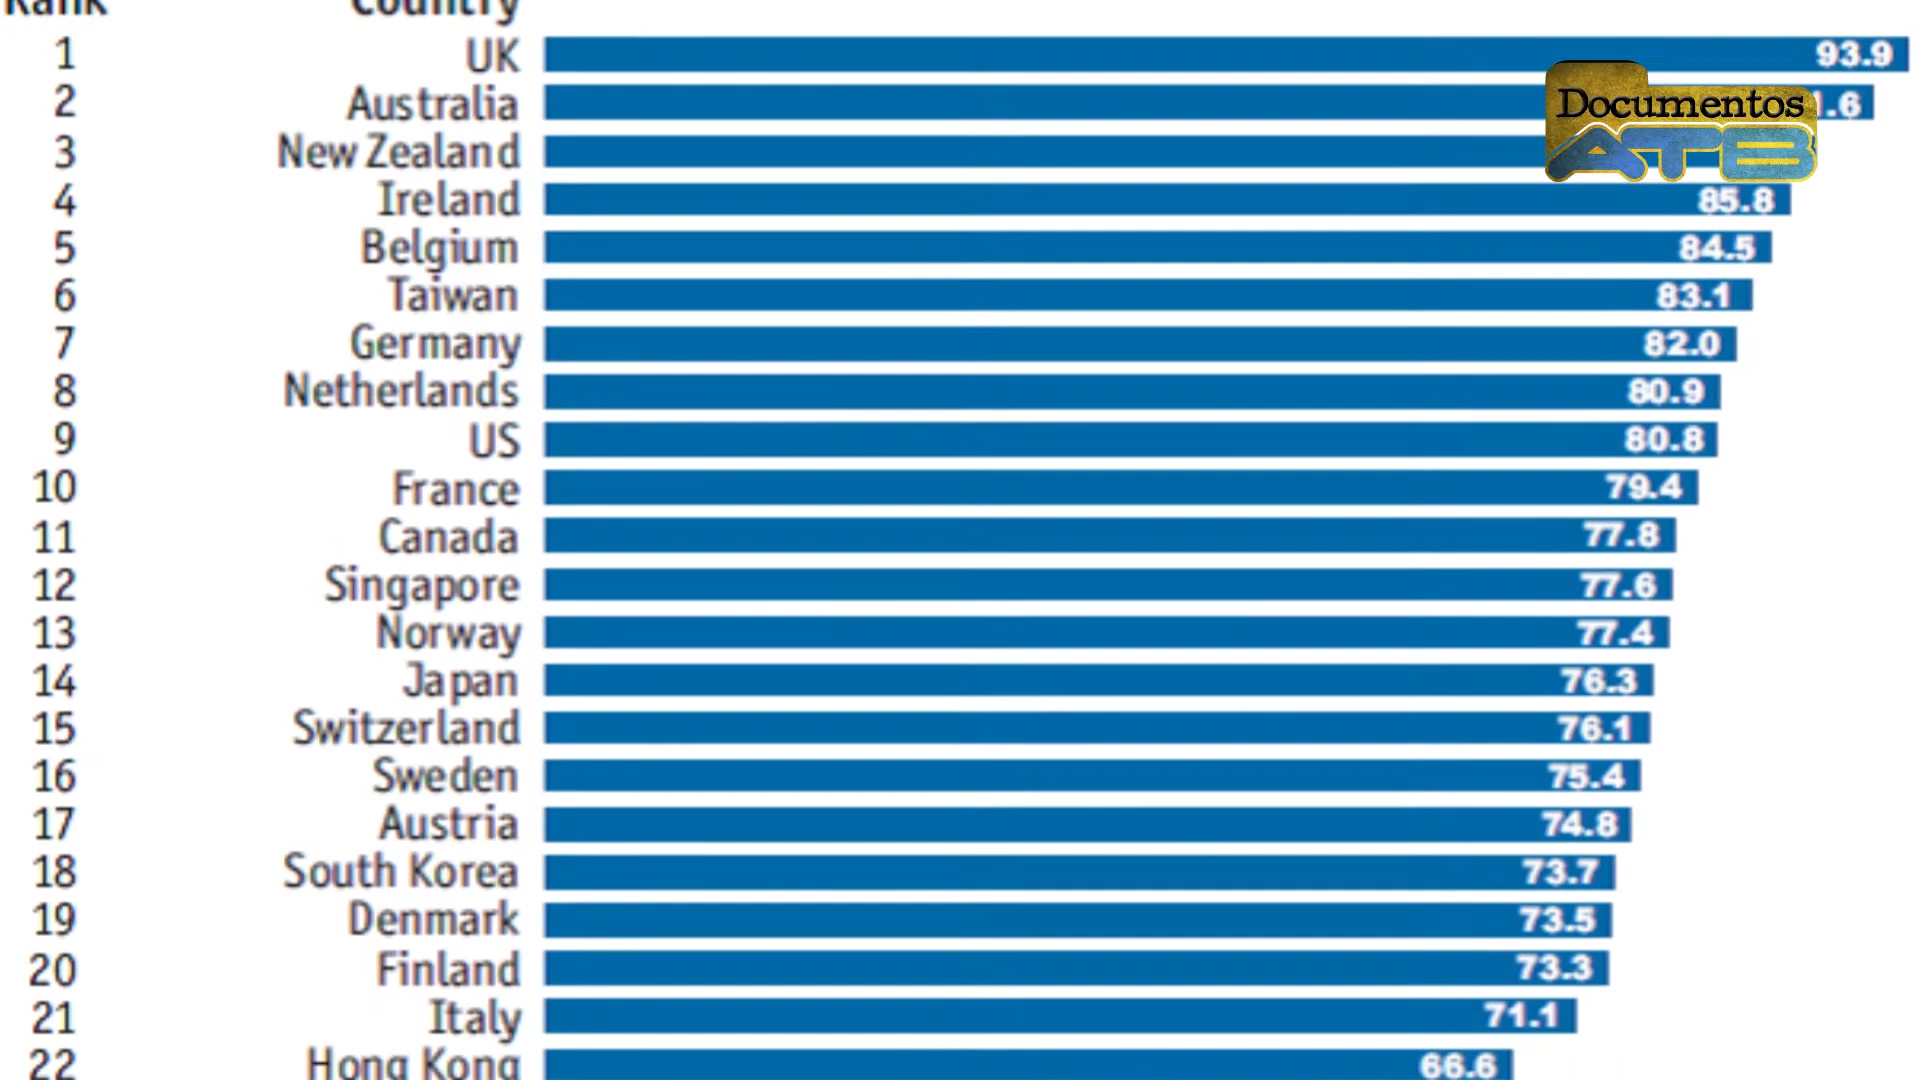 Rank Country
1 UK 93.9
2 Australia .6
3 New Zealand
4 Ireland 85.8
5 Belgium 84.5
6 Taiwan 83.1
7 Germany 82.0
8 Netherlands 80.9
9 US 80.8
10 France 79.4
11 Canada 77.8
12 Singapore 77.6
13 Norway 77.4
14 Japan 76.3
15 Switzerland 76.1
16 Sweden 75.4
17 Austria 74.8
18 South Korea 73.7
19 Denmark 73.5
20 Finland 73.3
21 Italy 71.1
22 Hong Kong 66.6
Documentos
ATB